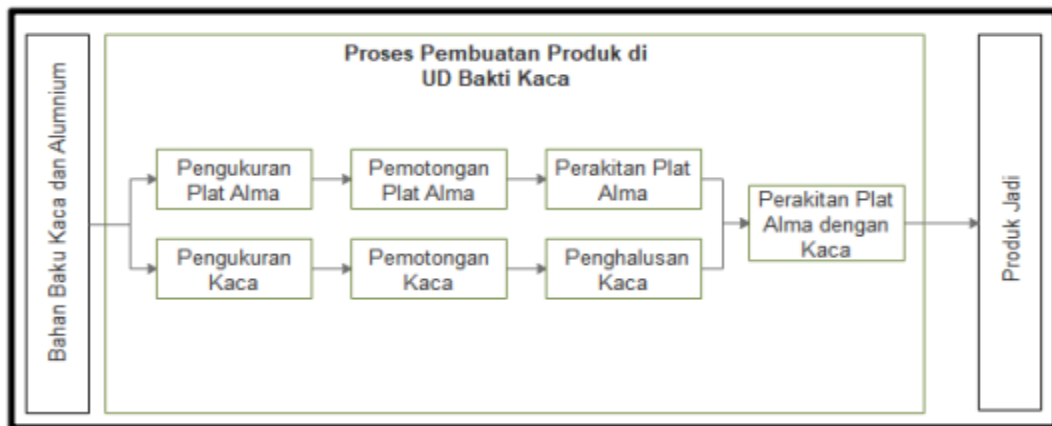 Bahan Baku Kaca dan Alumnium
Proses Pembuatan Produk di
UD Bakti Kaca
Pengukuran
Plat Alma
Pemotongan
Plat Alma
Perakitan Plat
Alma
Pengukuran
Kaca
Pemotongan
Kaca
Penghalusan
Kaca
Perakitan Plat
Alma dengan
Kaca
Produk Jadi